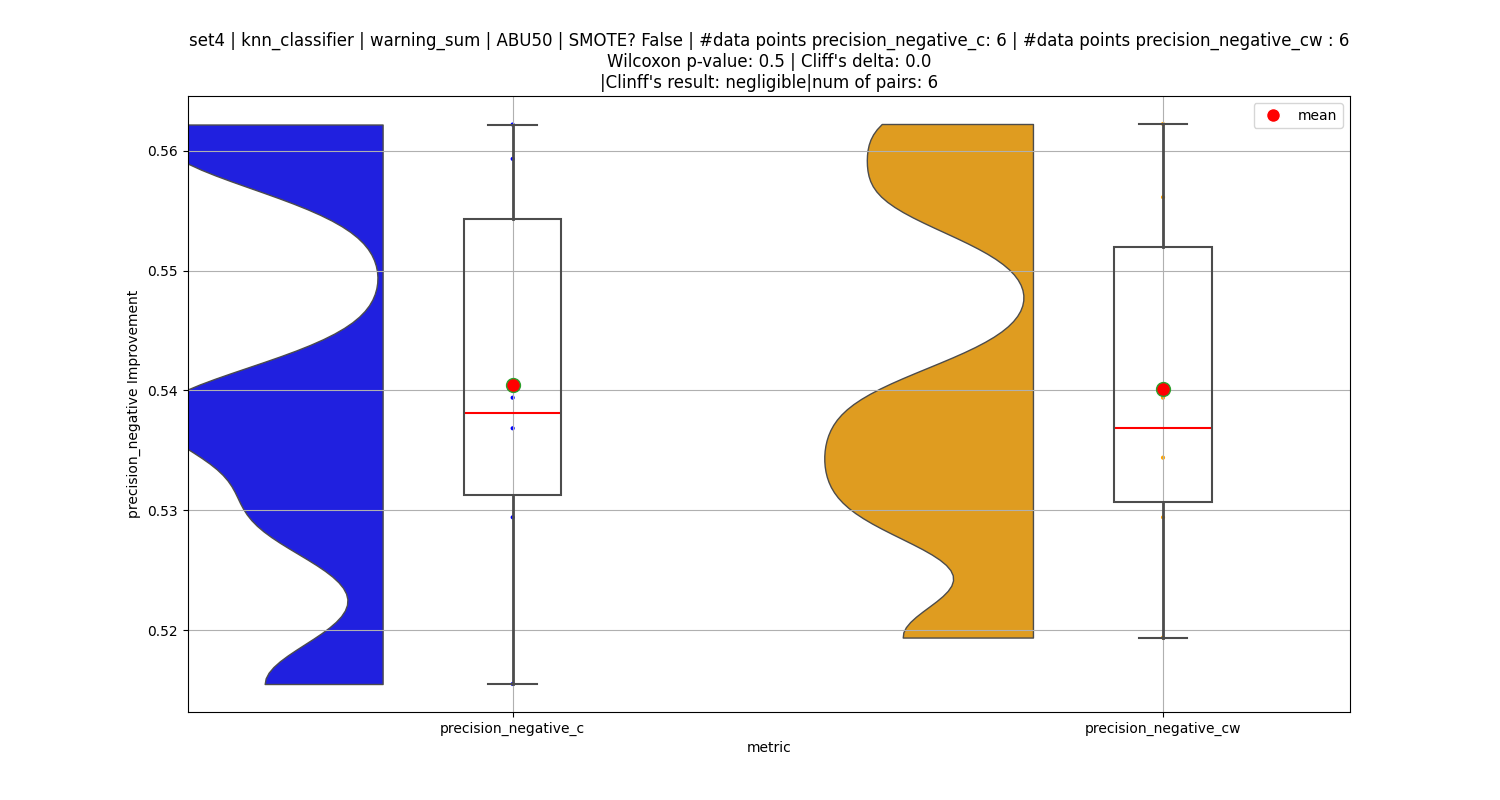 set4 | knn_classifier | warning_sum | ABU50 | SMOTE? False | #data points precision_negative_c: 6 | #data points precision_negative_cw : 6
Wilcoxon p-value: 0.5 | Cliff's delta: 0.0
|Clinff's result: negligible|num of pairs: 6
mean
0.56
0.55
0.54
0.53
0.52
precision_negative Improvement
precision_negative_c
precision_negative_cw
metric